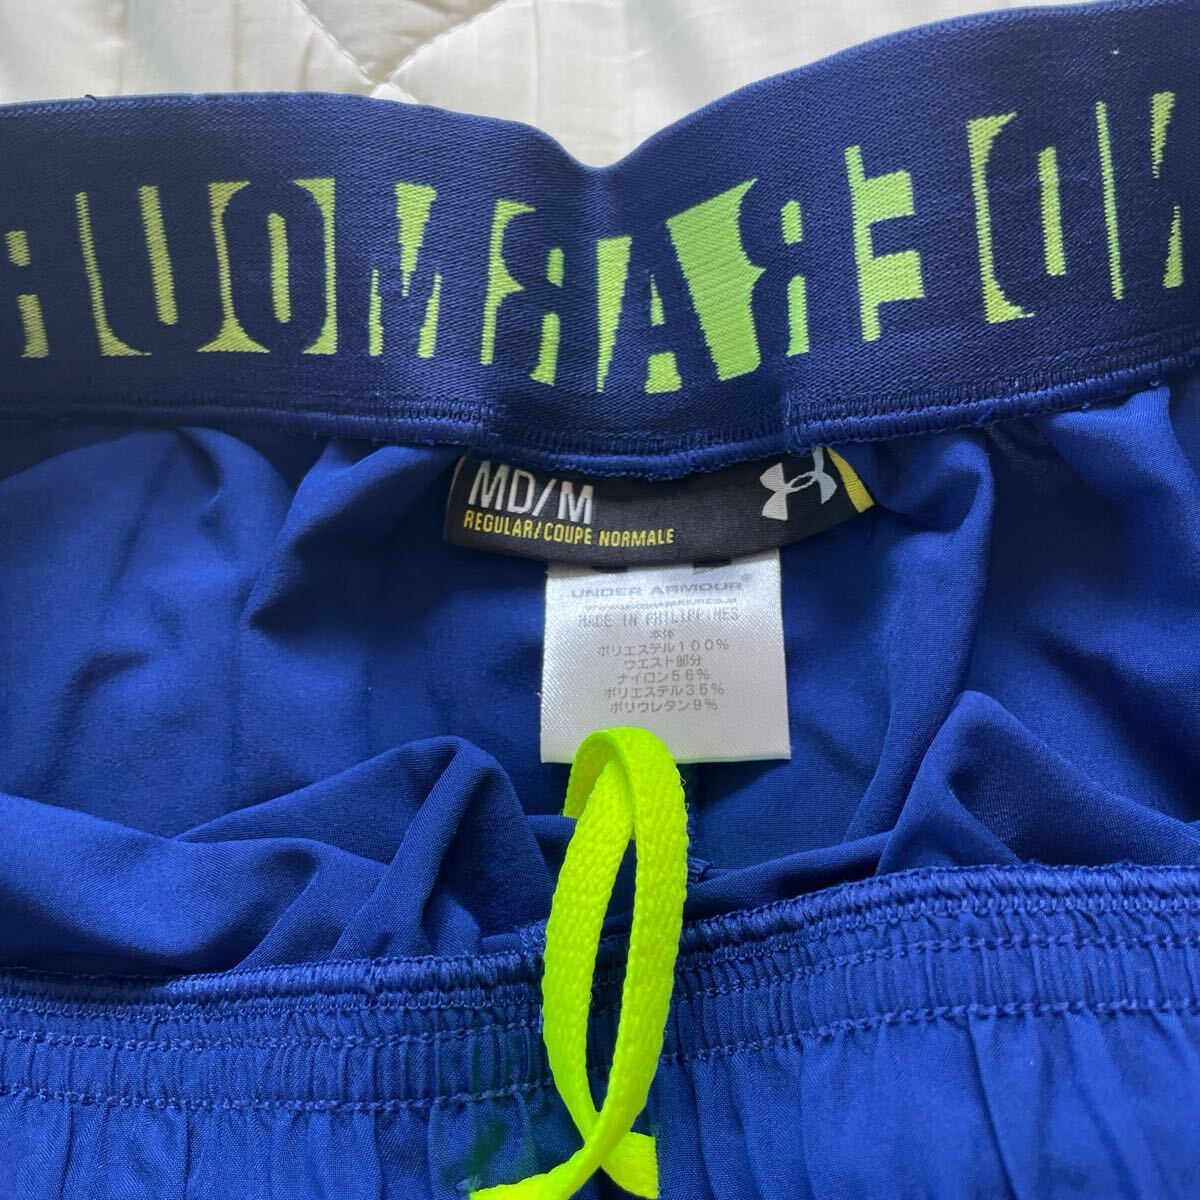 NDER ARMOUR
MD/M
REGULAR/COUPE NORMALE
UNDER ARMOUR®
MADE IN PHILIPPINES
本体
ポリエステル100%
ウエスト部分
ナイロン56%
ポリエステル35%
ポリウレタン9%